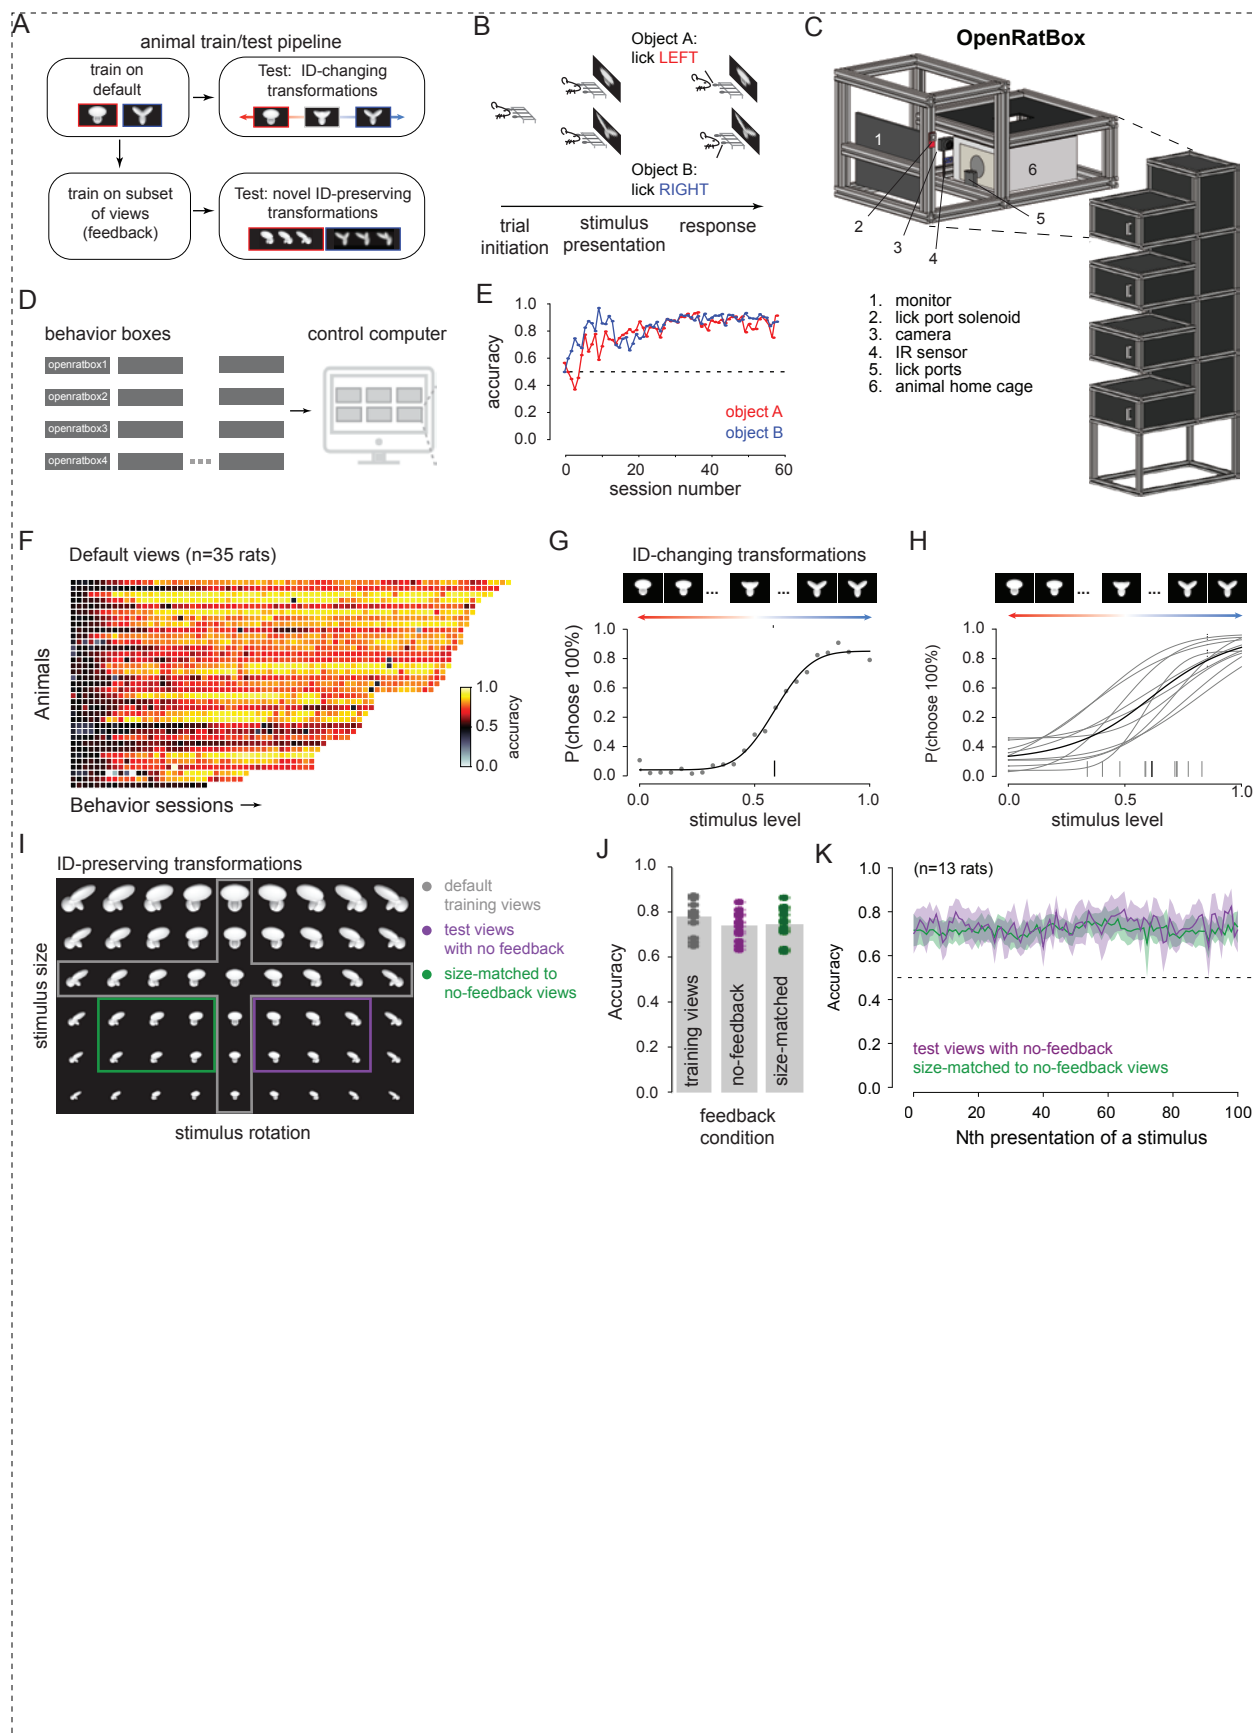 A
animal train/test pipeline
train on
default
Test: ID-changing
transformations
train on subset
of views
(feedback)
Test: novel ID-preserving
transformations
B
Object A:
lick LEFT
Object B:
lick RIGHT
trial
initiation
stimulus
presentation
response
C
OpenRatBox
1
2
3
4
5
6
1. monitor
2. lick port solenoid
3. camera
4. IR sensor
5. lick ports
6. animal home cage
D
behavior boxes
control computer
openratbox1
openratbox2
openratbox3
openratbox4
E
1.0
0.8
0.6
0.4
0.2
0.0
accuracy
object A
object B
0
20
40
60
session number
F
Default views (n=35 rats)
Animals
1.0
0.5
0.0
accuracy
Behavior sessions
G
ID-changing transformations
... ...
P(choose 100%)
1.0
0.8
0.6
0.2
0.4
0.0
0.0
0.5
1.0
stimulus level
H
... ...
P(choose 100%)
1.0
0.8
0.6
0.2
0.4
0.0
0.0
0.5
1.0
stimulus level
I
ID-preserving transformations
stimulus size
stimulus rotation
default
training views
test views
with no feedback
size-matched to
no-feedback views
J
1.0
0.8
0.6
0.4
0.2
0.0
Accuracy
training views
no-feedback
size-matched
feedback
condition
K
(n=13 rats)
1.0
0.8
0.6
0.4
0.2
0.0
Accuracy
test views with no-feedback
size-matched to no-feedback views
0
20
40
60
80
100
Nth presentation of a stimulus